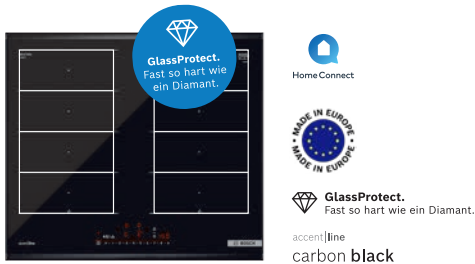 GlassProtect.
Fast so hart wie
ein Diamant.
Home Connect
MADE IN EUROPE
MADE IN EUROPE
GlassProtect.
Fast so hart wie ein Diamant.
accent|line
carbon black
BOSCH